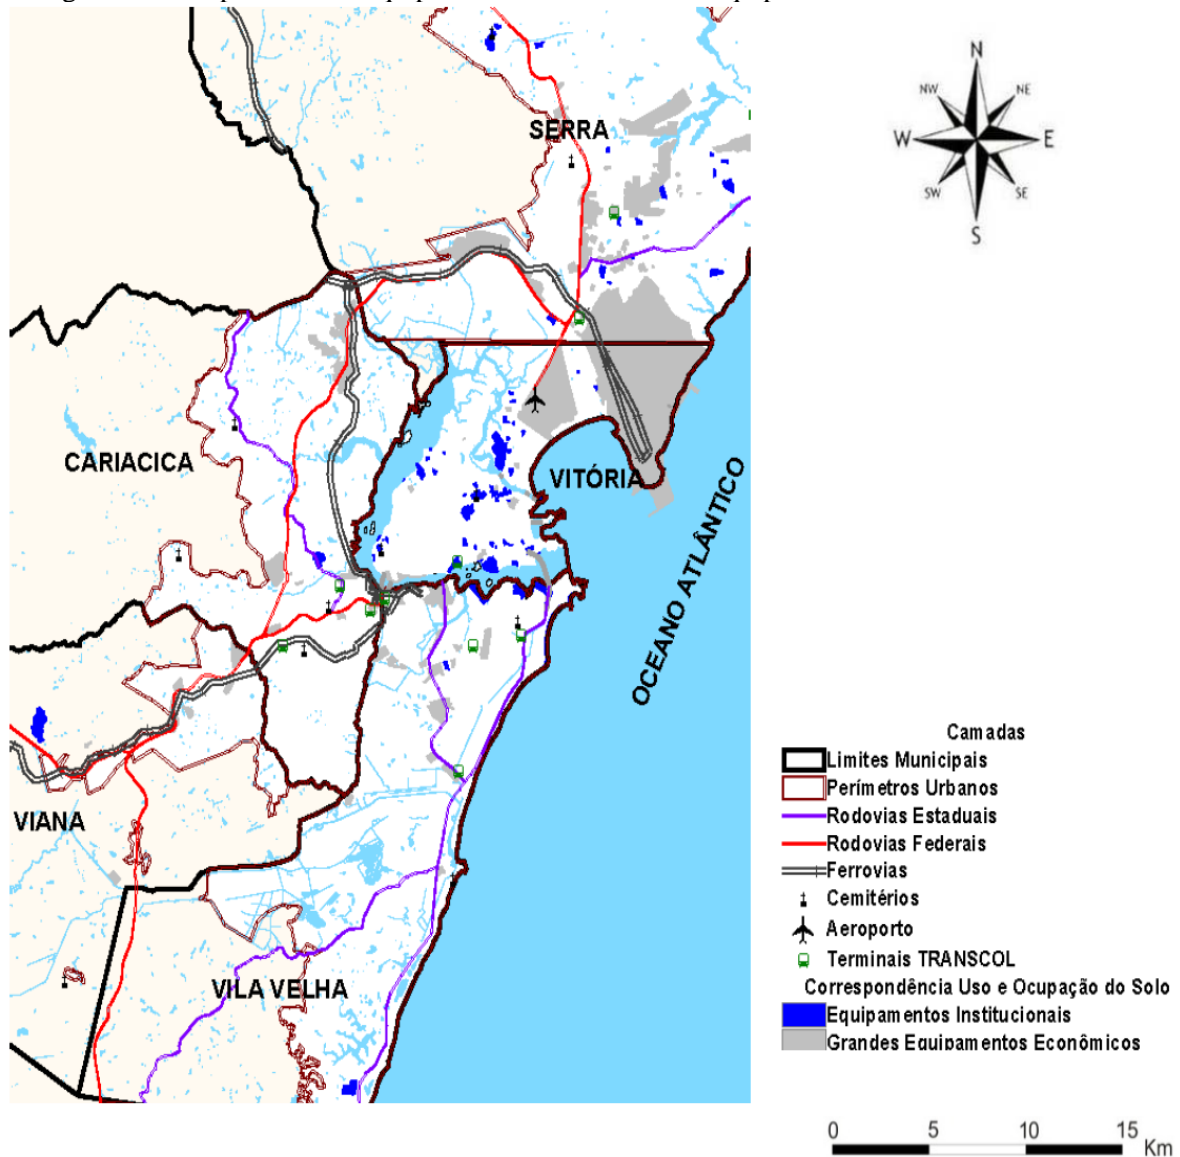 N
NW
NE
W
E
SW
SE
S
SERRA
CARIACICA
VITÓRIA
OCEANO ATLÂNTICO
VIANA
VILA VELHA
Camadas
Limites Municipais
Perímetros Urbanos
Rodovias Estaduais
Rodovias Federais
Ferrovias
Cemitérios
Aeroporto
Terminais TRANSCOL
Correspondência Uso e Ocupação do Solo
Equipamentos Institucionais
Grandes Equipamentos Econômicos
0 5 10 15 Km